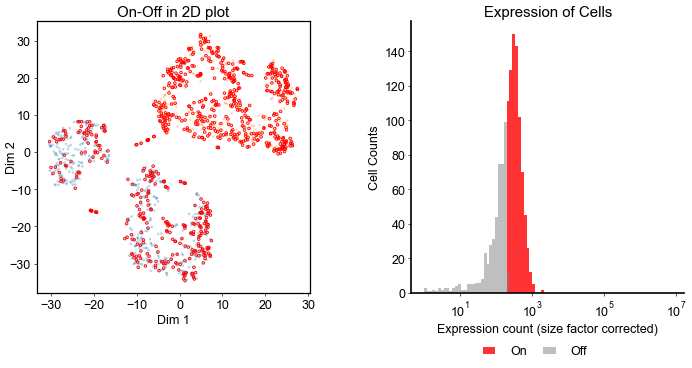 On-Off in 2D plot
Dim 2
30
20
10
0
−10
−20
−30
−30 −20 −10 0 10 20 30
Dim 1
Expression of Cells
Cell Counts
140
120
100
80
60
40
20
0
10¹ 10³ 10⁵ 10⁷
Expression count (size factor corrected)
On Off